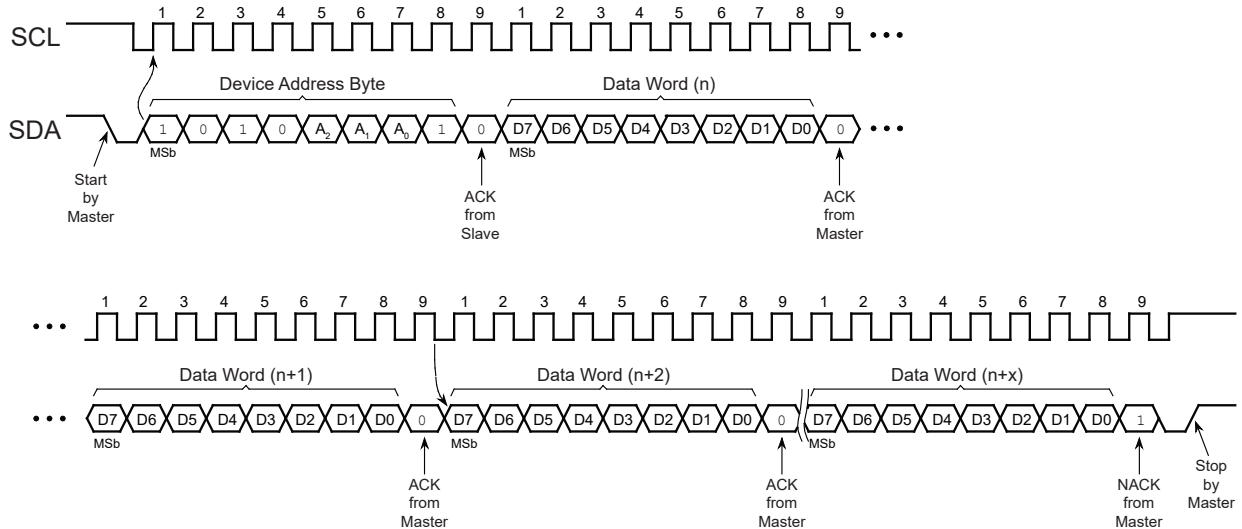 1 2 3 4 5 6 7 8 9 1 2 3 4 5 6 7 8 9
SCL
Device Address Byte Data Word (n)
SDA 1 0 1 0 A2 A1 A0 1 0 D7 D6 D5 D4 D3 D2 D1 D0 0
MSb MSb
Start
by
Master
ACK
from
Slave
ACK
from
Master
1 2 3 4 5 6 7 8 9 1 2 3 4 5 6 7 8 9 1 2 3 4 5 6 7 8 9
Data Word (n+1) Data Word (n+2) Data Word (n+x)
D7 D6 D5 D4 D3 D2 D1 D0 0 D7 D6 D5 D4 D3 D2 D1 D0 0 D7 D6 D5 D4 D3 D2 D1 D0 1
MSb MSb MSb
ACK
from
Master
ACK
from
Master
NACK
from
Master
Stop
by
Master